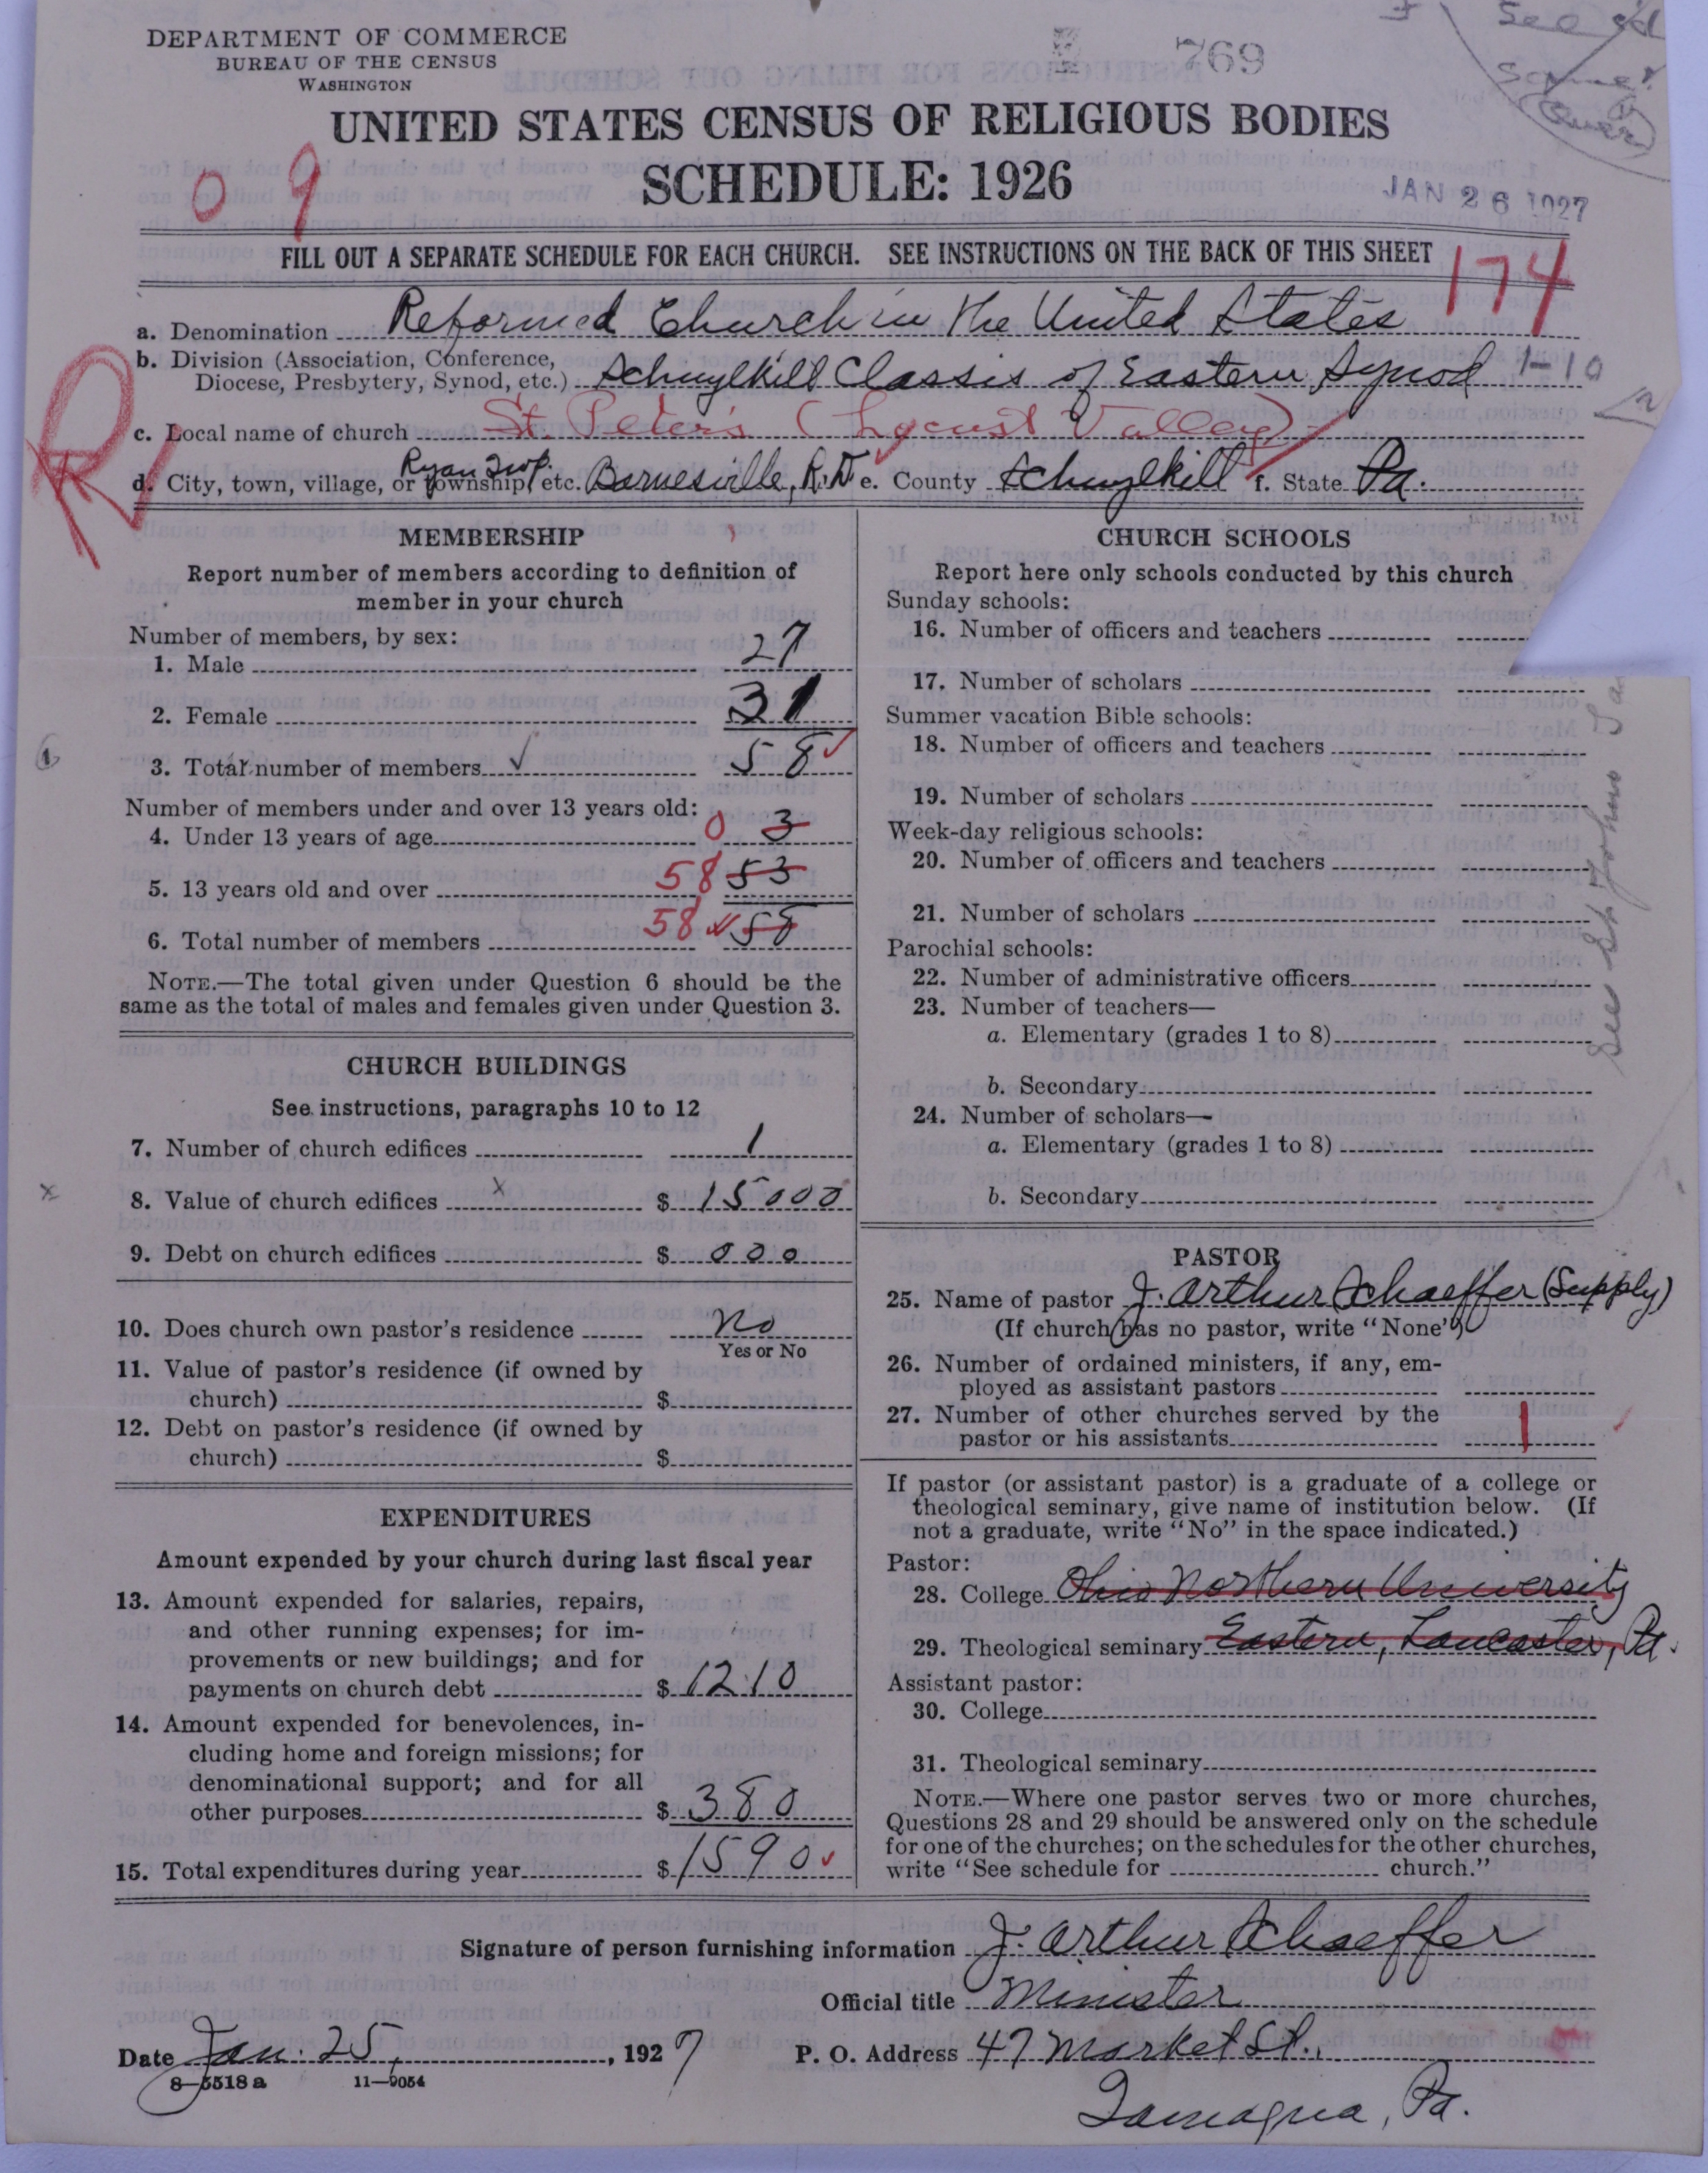 DEPARTMENT OF COMMERCE
BUREAU OF THE CENSUS
WASHINGTON
769
See
UNITED STATES CENSUS OF RELIGIOUS BODIES
SCHEDULE: 1926
0 9
JAN 26 1927
FILL OUT A SEPARATE SCHEDULE FOR EACH CHURCH. SEE INSTRUCTIONS ON THE BACK OF THIS SHEET
174
a. Denomination Reformed Church in the United States
b. Division (Association, Conference,
Diocese, Presbytery, Synod, etc.) Schuylkill Classis of Eastern Synod 1-10
R
c. Local name of church St. Peter's (Locust Valley)
d. City, town, village, or township, etc. Ryan Twp. Barnesville, R.D. e. County Schuylkill f. State Pa.
MEMBERSHIP
Report number of members according to definition of
member in your church
Number of members, by sex:
1. Male 27
2. Female 31
3. Total number of members ✓ 58 ✓
Number of members under and over 13 years old:
4. Under 13 years of age 0 3
5. 13 years old and over 58 53
6. Total number of members 58 ✓ 58
NOTE.—The total given under Question 6 should be the
same as the total of males and females given under Question 3.
CHURCH BUILDINGS
See instructions, paragraphs 10 to 12
7. Number of church edifices 1
x 8. Value of church edifices x $ 15000
9. Debt on church edifices $ 000
10. Does church own pastor's residence No
Yes or No
11. Value of pastor's residence (if owned by
church) $
12. Debt on pastor's residence (if owned by
church) $
EXPENDITURES
Amount expended by your church during last fiscal year
13. Amount expended for salaries, repairs,
and other running expenses; for im-
provements or new buildings; and for
payments on church debt $ 1210
14. Amount expended for benevolences, in-
cluding home and foreign missions; for
denominational support; and for all
other purposes $ 380
15. Total expenditures during year $ 1590 ✓
CHURCH SCHOOLS
Report here only schools conducted by this church
Sunday schools:
16. Number of officers and teachers
17. Number of scholars
Summer vacation Bible schools:
18. Number of officers and teachers
19. Number of scholars
Week-day religious schools:
20. Number of officers and teachers
21. Number of scholars
Parochial schools:
22. Number of administrative officers
23. Number of teachers—
a. Elementary (grades 1 to 8)
b. Secondary
24. Number of scholars—
a. Elementary (grades 1 to 8)
b. Secondary
See St. Johns
PASTOR
25. Name of pastor J. Arthur Schaeffer (Supply)
(If church has no pastor, write "None")
26. Number of ordained ministers, if any, em-
ployed as assistant pastors
27. Number of other churches served by the
pastor or his assistants 1
If pastor (or assistant pastor) is a graduate of a college or
theological seminary, give name of institution below. (If
not a graduate, write "No" in the space indicated.)
Pastor:
28. College Ohio Northern University
29. Theological seminary Eastern, Lancaster, Pa.
Assistant pastor:
30. College
31. Theological seminary
NOTE.—Where one pastor serves two or more churches,
Questions 28 and 29 should be answered only on the schedule
for one of the churches; on the schedules for the other churches,
write "See schedule for church."
Signature of person furnishing information J. Arthur Schaeffer
Official title Minister
Date Jan. 25, 1927 P. O. Address 47 Market St.,
8—5518 a 11—9054
Tamaqua, Pa.